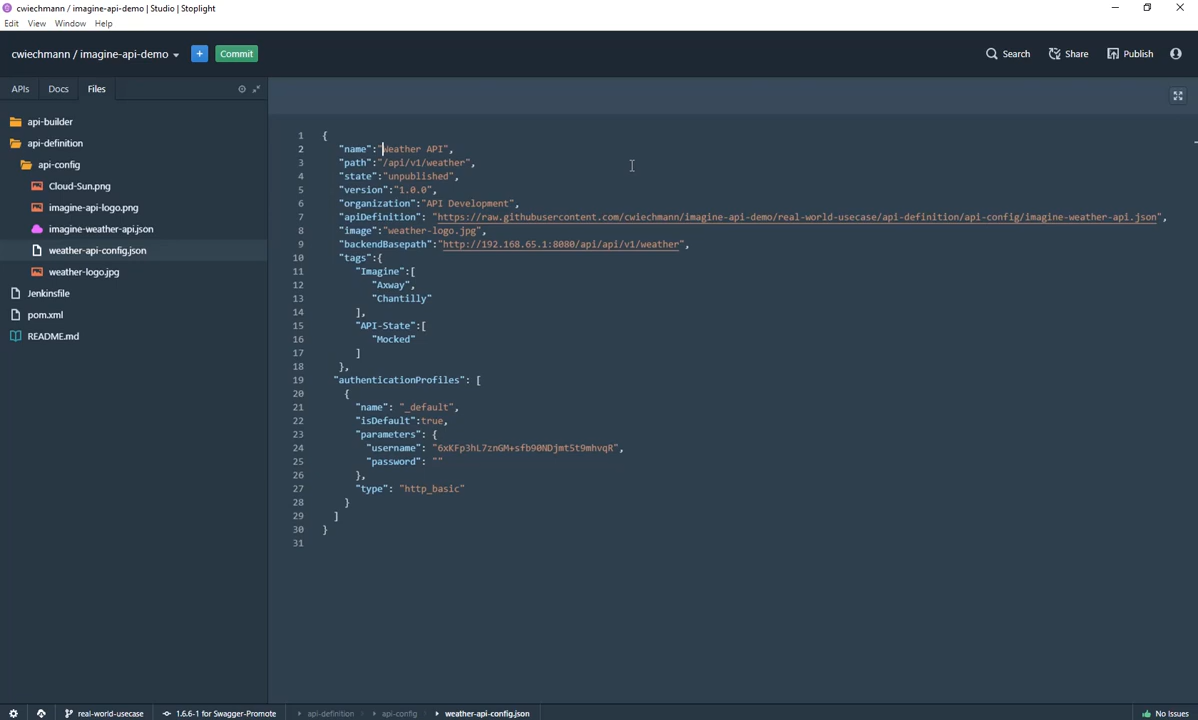 cwiechmann / imagine-api-demo | Studio | Stoplight
Edit View Window Help
cwiechmann / imagine-api-demo
+
Commit
Search
Share
Publish
APIs
Docs
Files
api-builder
api-definition
api-config
Cloud-Sun.png
imagine-api-logo.png
imagine-weather-api.json
weather-api-config.json
weather-logo.jpg
Jenkinsfile
pom.xml
README.md
1 {
2 "name":"Weather API",
3 "path":"/api/v1/weather",
4 "state":"unpublished",
5 "version":"1.0.0",
6 "organization":"API Development",
7 "apiDefinition": "https://raw.githubusercontent.com/cwiechmann/imagine-api-demo/real-world-usecase/api-definition/api-config/imagine-weather-api.json",
8 "image":"weather-logo.jpg",
9 "backendBasepath":"http://192.168.65.1:8080/api/api/v1/weather",
10 "tags":{
11 "Imagine":[
12 "Axway",
13 "Chantilly"
14 ],
15 "API-State":[
16 "Mocked"
17 ]
18 },
19 "authenticationProfiles": [
20 {
21 "name": "_default",
22 "isDefault":true,
23 "parameters": {
24 "username": "6xKFp3hL7znGM+sfb90NDjmt5t9mhvqR",
25 "password": ""
26 },
27 "type": "http_basic"
28 }
29 ]
30 }
31
real-world-usecase
1.6.6-1 for Swagger-Promote
api-definition
api-config
weather-api-config.json
No Issues